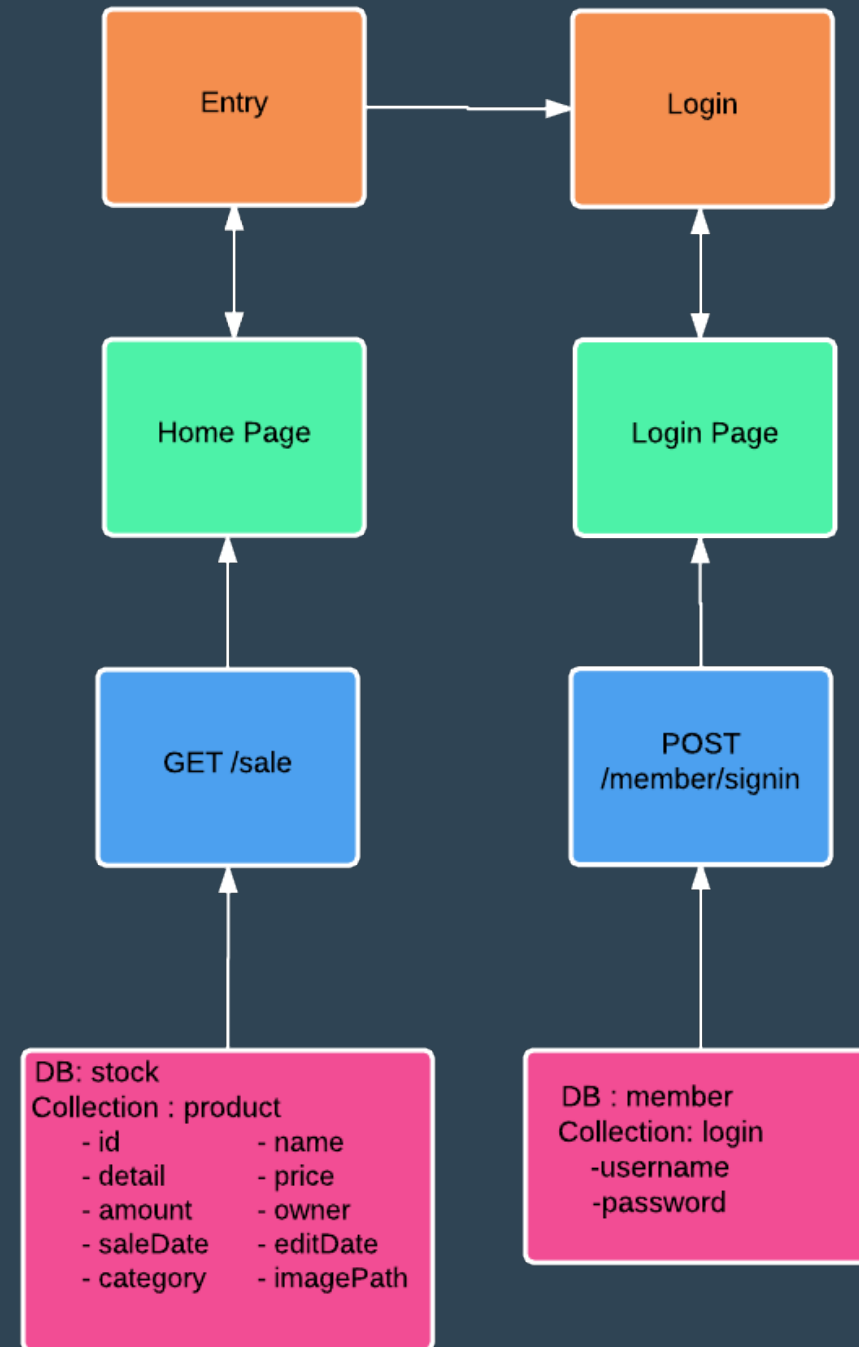 Entry
Login
Home Page
Login Page
GET /sale
POST
/member/signin
DB: stock
Collection : product
- id - name
- detail - price
- amount - owner
- saleDate - editDate
- category - imagePath
DB : member
Collection: login
-username
-password